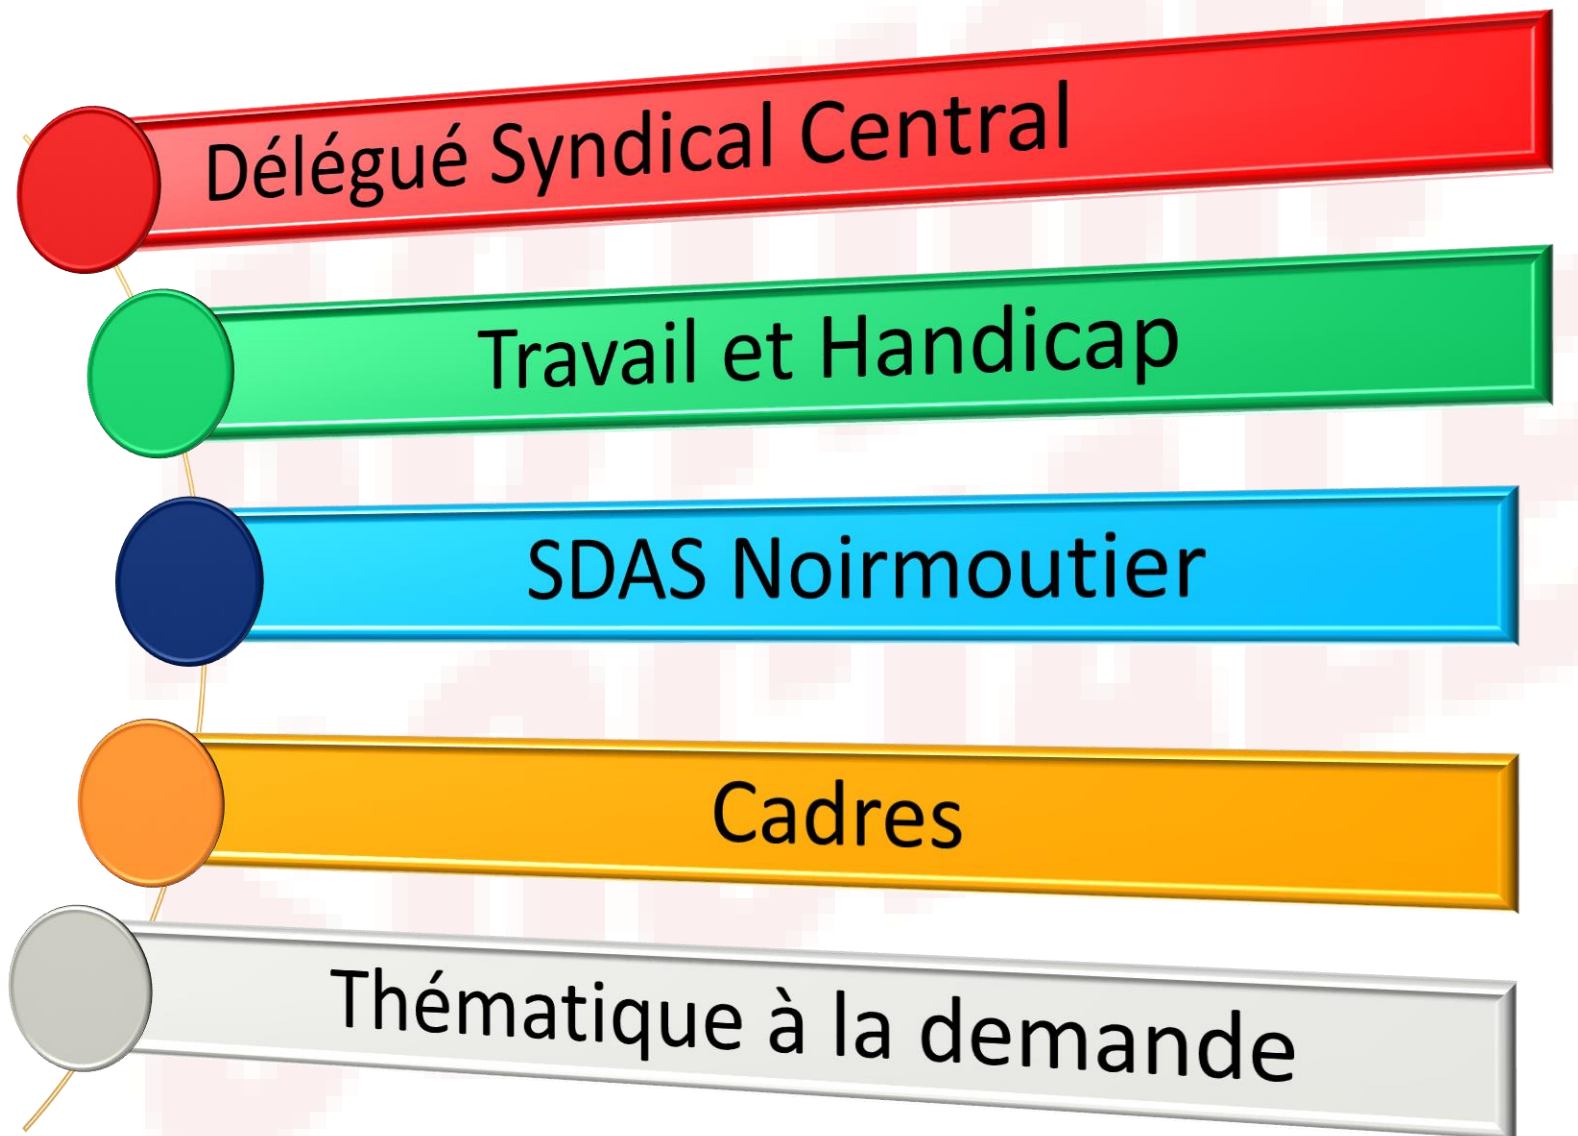 Délégué Syndical Central
Travail et Handicap
SDAS Noirmoutier
Cadres
Thématique à la demande